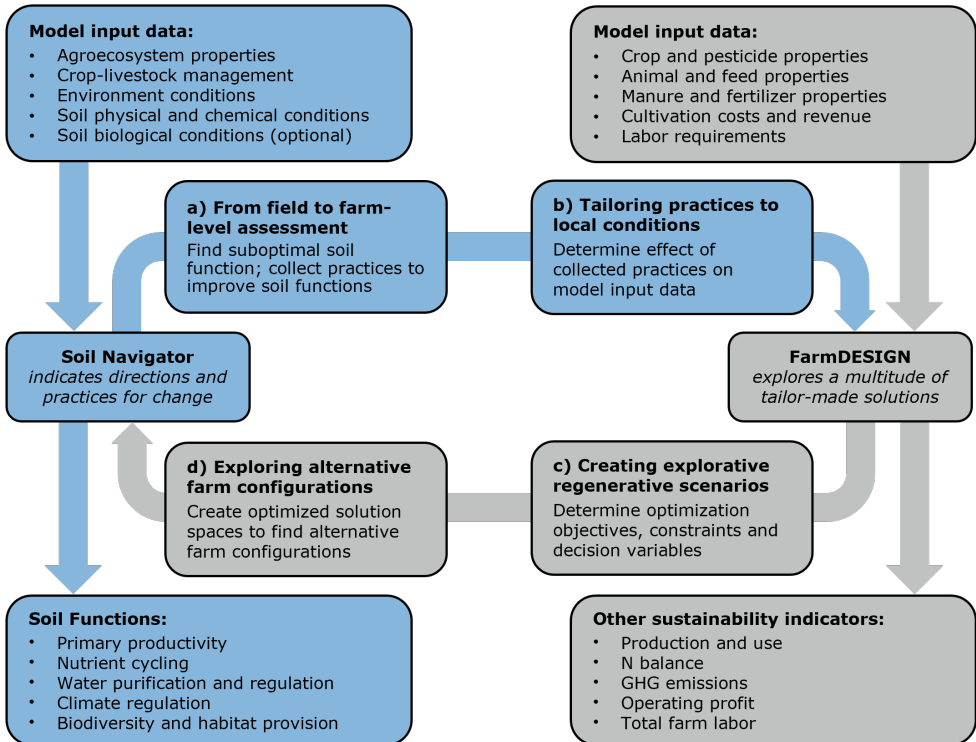 Model input data:
• Agroecosystem properties
• Crop-livestock management
• Environment conditions
• Soil physical and chemical conditions
• Soil biological conditions (optional)
Model input data:
• Crop and pesticide properties
• Animal and feed properties
• Manure and fertilizer properties
• Cultivation costs and revenue
• Labor requirements
a) From field to farm-
level assessment
Find suboptimal soil
function; collect practices to
improve soil functions
b) Tailoring practices to
local conditions
Determine effect of
collected practices on
model input data
Soil Navigator
indicates directions and
practices for change
FarmDESIGN
explores a multitude of
tailor-made solutions
d) Exploring alternative
farm configurations
Create optimized solution
spaces to find alternative
farm configurations
c) Creating explorative
regenerative scenarios
Determine optimization
objectives, constraints and
decision variables
Soil Functions:
• Primary productivity
• Nutrient cycling
• Water purification and regulation
• Climate regulation
• Biodiversity and habitat provision
Other sustainability indicators:
• Production and use
• N balance
• GHG emissions
• Operating profit
• Total farm labor